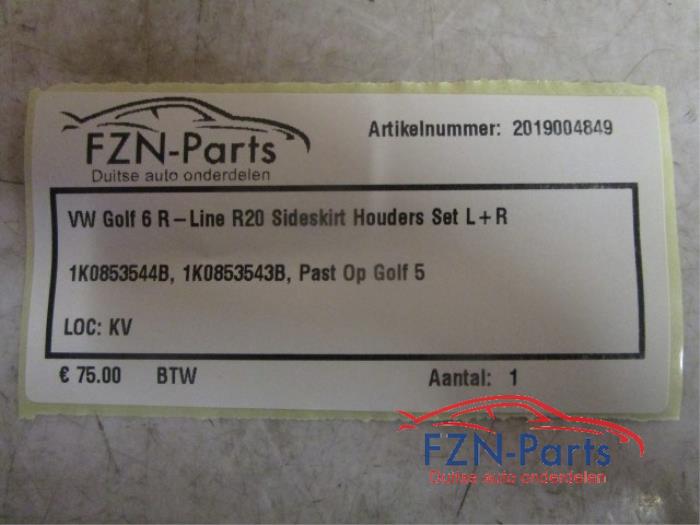 FZN-Parts
Duitse auto onderdelen
Artikelnummer: 2019004849
VW Golf 6 R-Line R20 Sideskirt Houders Set L+R
1K0853544B, 1K0853543B, Past Op Golf 5
LOC: KV
€ 75.00 BTW Aantal: 1
FZN-Parts
Duitse auto onderdelen